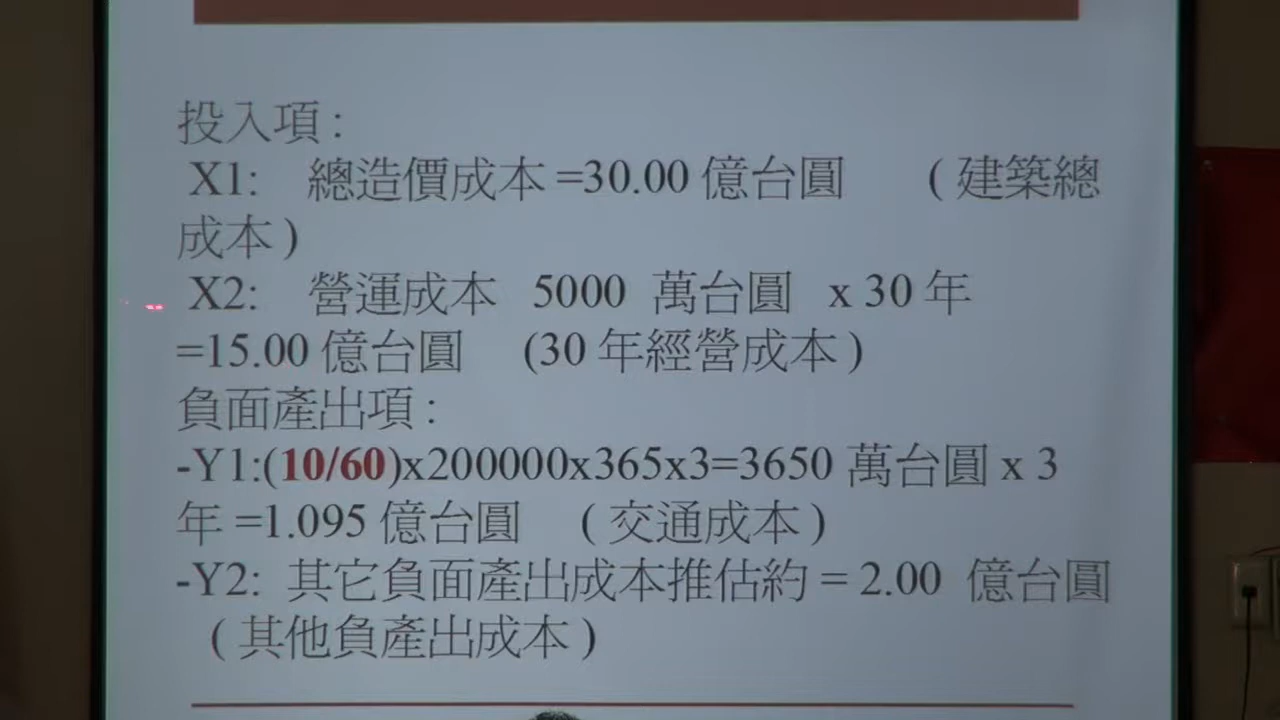 投入項 :
X1: 總造價成本 =30.00 億台圓 ( 建築總
成本 )
X2: 營運成本 5000 萬台圓 x 30 年
=15.00 億台圓 (30 年經營成本 )
負面產出項 :
-Y1:(10/60)x200000x365x3=3650 萬台圓 x 3
年 =1.095 億台圓 ( 交通成本 )
-Y2: 其它負面產出成本推估約 = 2.00 億台圓
( 其他負產出成本 )